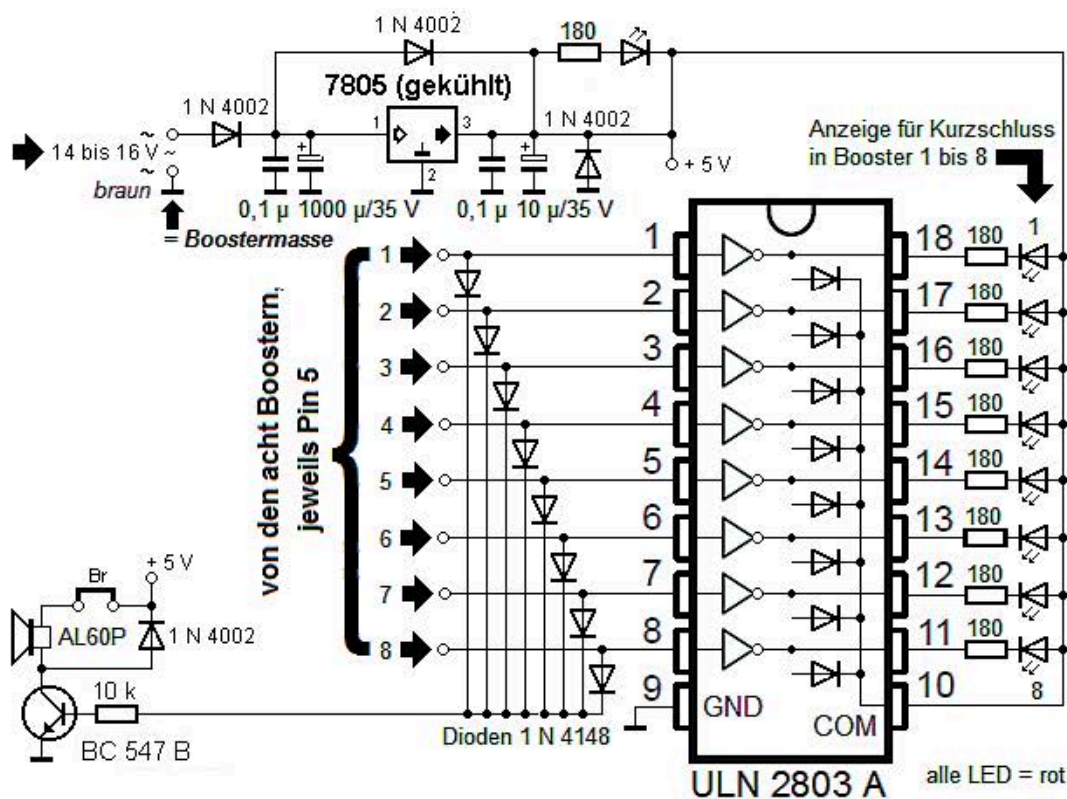 1 N 4002
180
7805 (gekühlt)
1 N 4002
1
3
1 N 4002
2
~
14 bis 16 V ~
~
braun
= Boostermasse
0,1 µ 1000 µ/35 V
0,1 µ 10 µ/35 V
+ 5 V
Anzeige für Kurzschluss
in Booster 1 bis 8
von den acht Boostern,
jeweils Pin 5
1
2
3
4
5
6
7
8
1
2
3
4
5
6
7
8
9
GND
COM
18
17
16
15
14
13
12
11
10
180
180
180
180
180
180
180
180
1
8
+ 5 V
Br
AL60P
1 N 4002
10 k
BC 547 B
Dioden 1 N 4148
ULN 2803 A
alle LED = rot